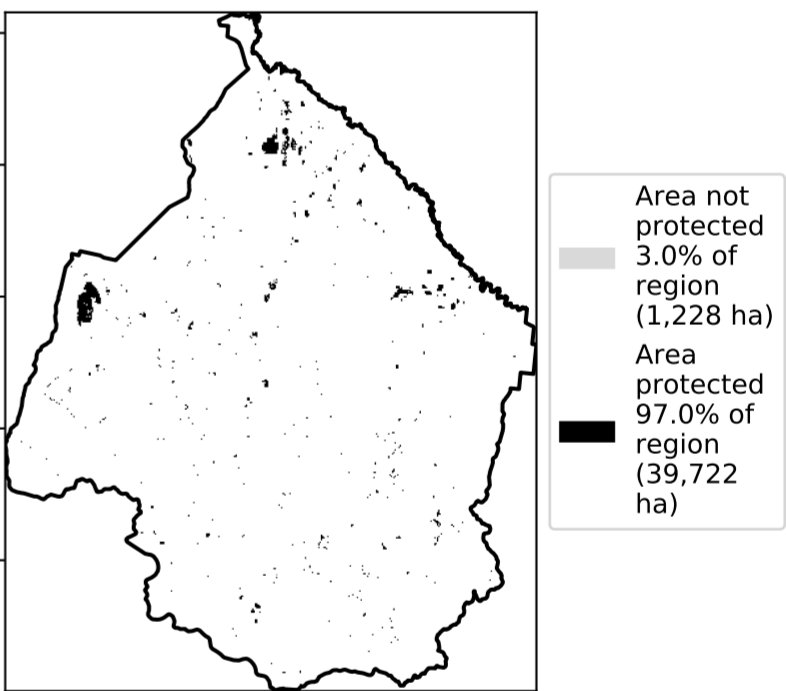 Area not
protected
3.0% of
region
(1,228 ha)
Area
protected
97.0% of
region
(39,722
ha)